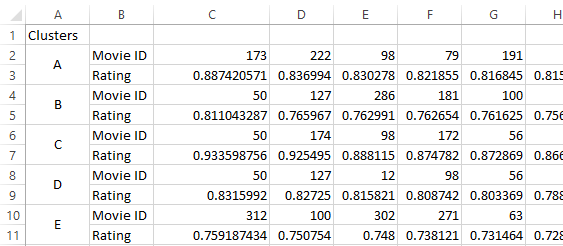 A B C D E F G H
1 Clusters
2 A Movie ID 173 222 98 79 191
3 Rating 0.887420571 0.836994 0.830278 0.821855 0.816845 0.815
4 B Movie ID 50 127 286 181 100
5 Rating 0.811043287 0.765967 0.762991 0.762654 0.761625 0.756
6 C Movie ID 50 174 98 172 56
7 Rating 0.933598756 0.925495 0.888115 0.874782 0.872869 0.866
8 D Movie ID 50 127 12 98 56
9 Rating 0.8315992 0.82725 0.815821 0.808742 0.803369 0.788
10 E Movie ID 312 100 302 271 63
11 Rating 0.759187434 0.750754 0.748 0.738121 0.731464 0.728